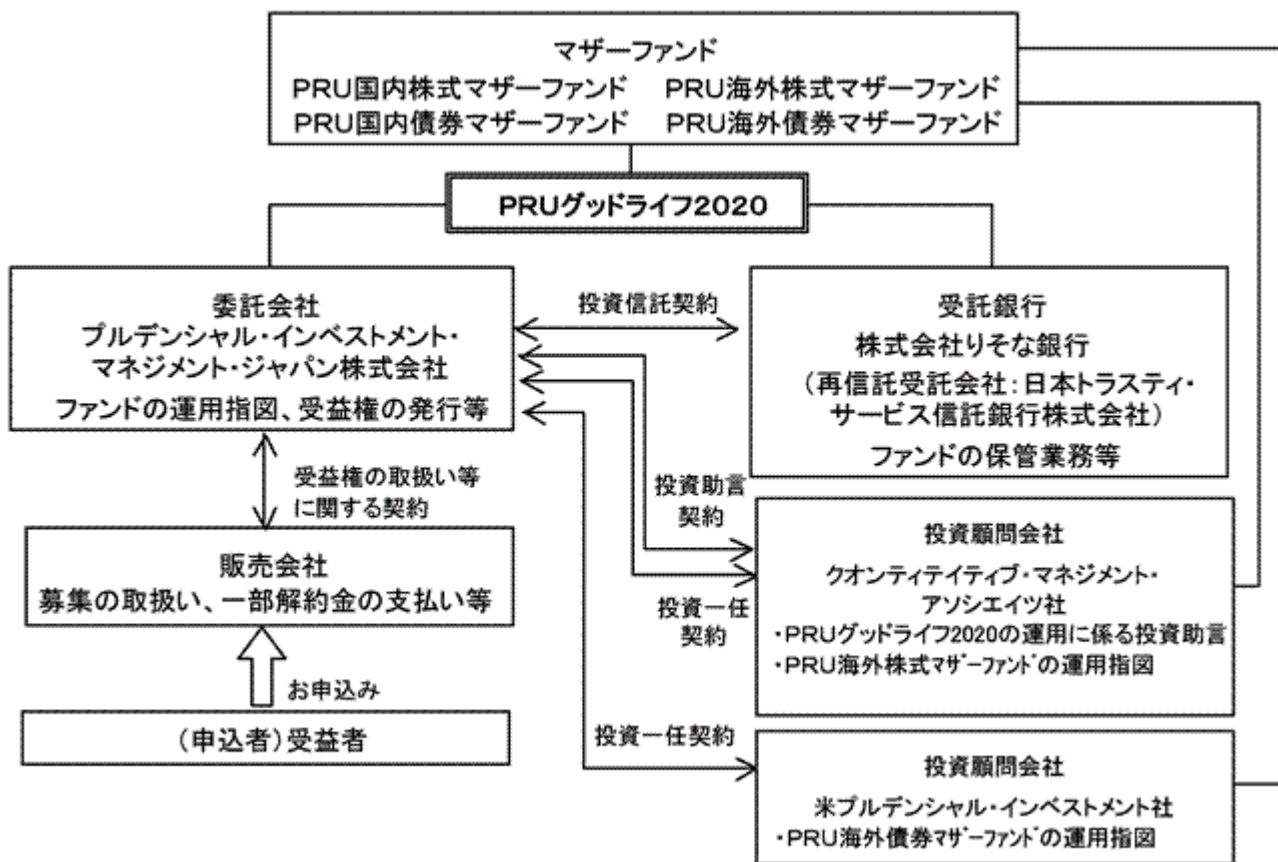 マザーファンド
PRU国内株式マザーファンド　PRU海外株式マザーファンド
PRU国内債券マザーファンド　PRU海外債券マザーファンド
PRUグッドライフ2020
委託会社
プルデンシャル・インベストメント・
マネジメント・ジャパン株式会社
ファンドの運用指図、受益権の発行等
投資信託契約
受託銀行
株式会社りそな銀行
（再信託受託会社：日本トラスティ・
サービス信託銀行株式会社）
ファンドの保管業務等
受益権の取扱い等
に関する契約
投資助言
契約
販売会社
募集の取扱い、一部解約金の支払い等
投資一任
契約
投資顧問会社
クオンティテイティブ・マネジメント・
アソシエイツ社
・PRUグッドライフ2020の運用に係る投資助言
・PRU海外株式マザーファンドの運用指図
お申込み
（申込者）受益者
投資一任契約
投資顧問会社
米プルデンシャル・インベストメント社
・PRU海外債券マザーファンドの運用指図